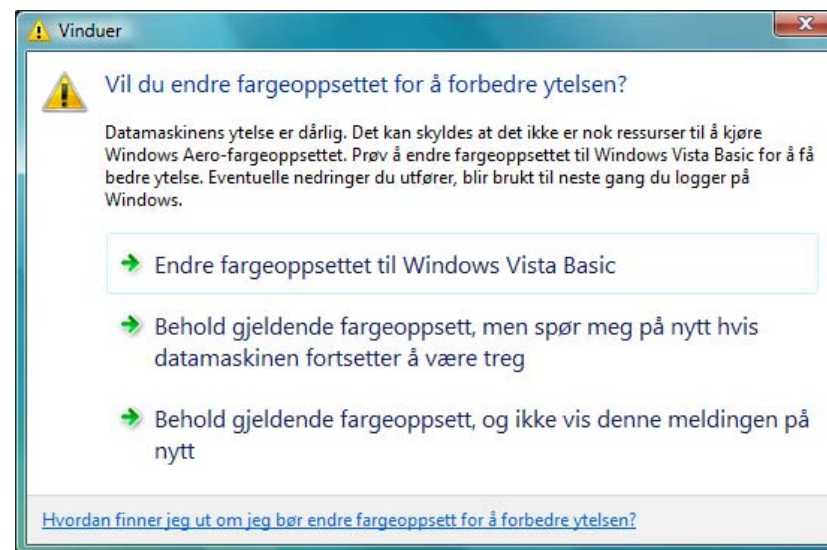 Vinduer
Vil du endre fargeoppsettet for å forbedre ytelsen?
Datamaskinens ytelse er dårlig. Det kan skyldes at det ikke er nok ressurser til å kjøre
Windows Aero-fargeoppsettet. Prøv å endre fargeoppsettet til Windows Vista Basic for å få
bedre ytelse. Eventuelle nedringer du utfører, blir brukt til neste gang du logger på
Windows.
Endre fargeoppsettet til Windows Vista Basic
Behold gjeldende fargeoppsett, men spør meg på nytt hvis
datamaskinen fortsetter å være treg
Behold gjeldende fargeoppsett, og ikke vis denne meldingen på
nytt
Hvordan finner jeg ut om jeg bør endre fargeoppsett for å forbedre ytelsen?